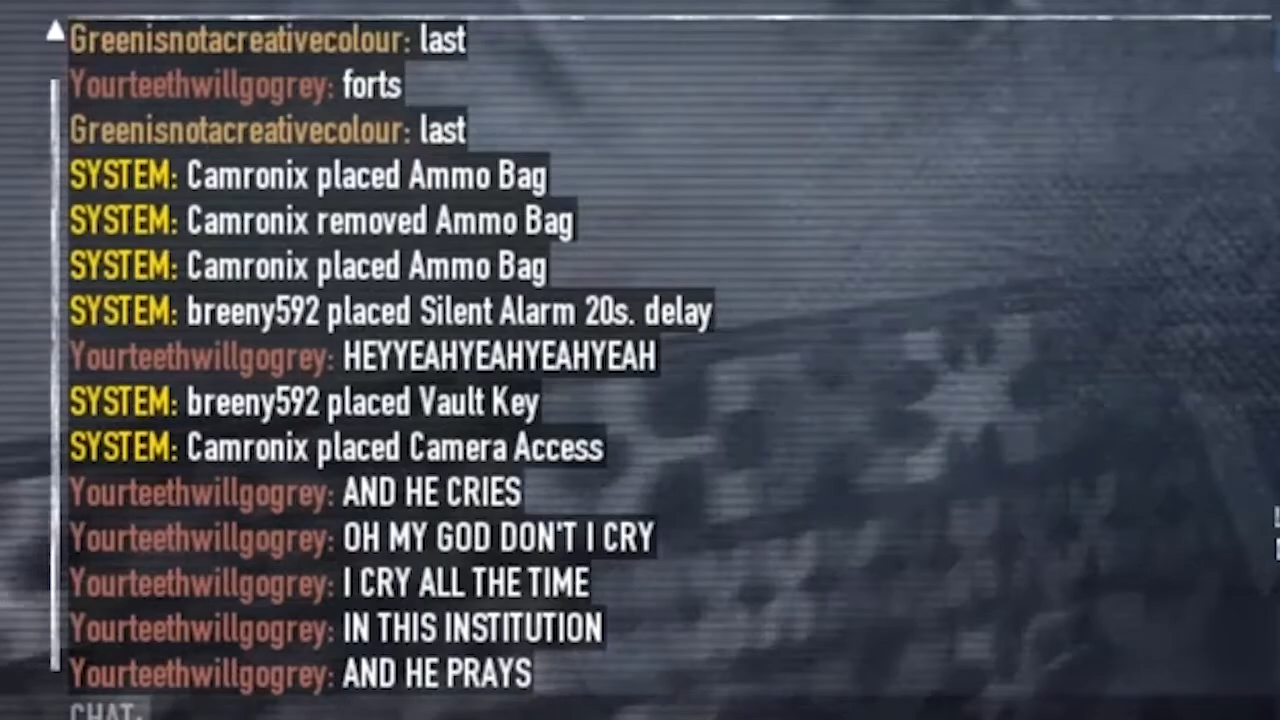 Greenisnotacreativecolour: last
Yourteethwillgogrey: forts
Greenisnotacreativecolour: last
SYSTEM: Camronix placed Ammo Bag
SYSTEM: Camronix removed Ammo Bag
SYSTEM: Camronix placed Ammo Bag
SYSTEM: breeny592 placed Silent Alarm 20s. delay
Yourteethwillgogrey: HEYYEAHYEAHYEAHYEAH
SYSTEM: breeny592 placed Vault Key
SYSTEM: Camronix placed Camera Access
Yourteethwillgogrey: AND HE CRIES
Yourteethwillgogrey: OH MY GOD DON'T I CRY
Yourteethwillgogrey: I CRY ALL THE TIME
Yourteethwillgogrey: IN THIS INSTITUTION
Yourteethwillgogrey: AND HE PRAYS
CHAT: